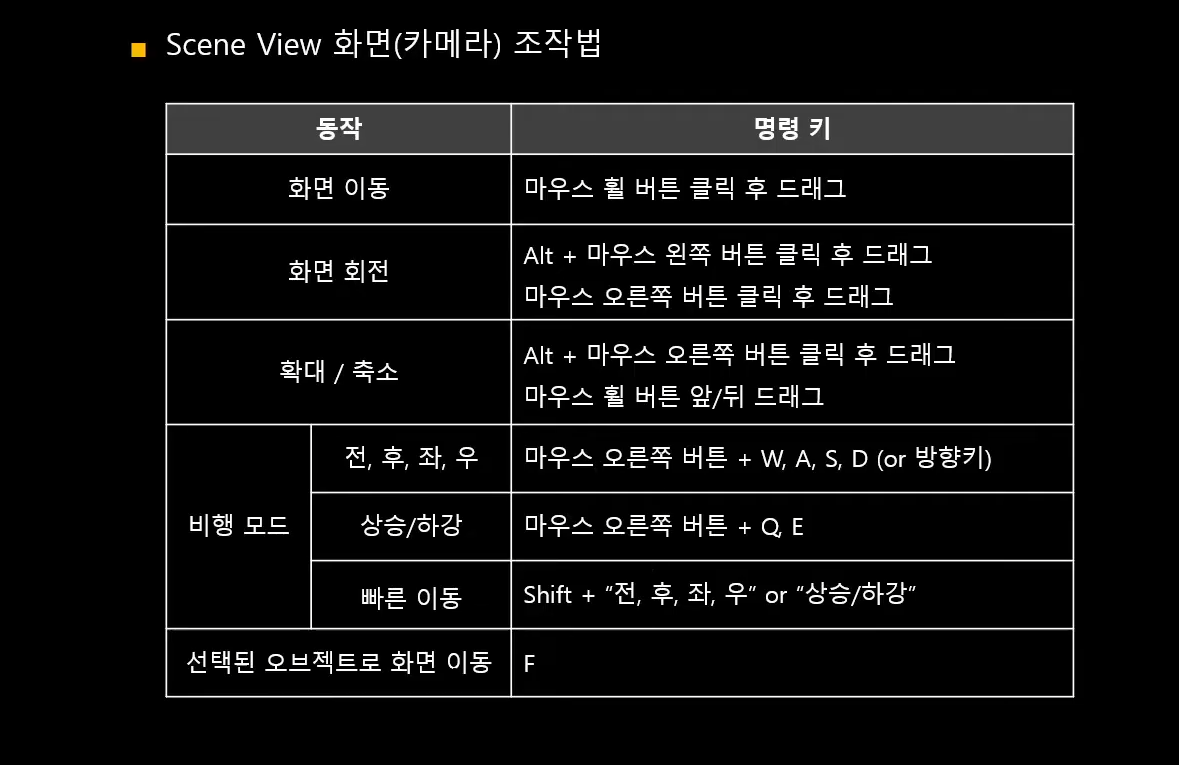 Scene View 화면(카메라) 조작법
동작
명령 키
화면 이동
마우스 휠 버튼 클릭 후 드래그
화면 회전
Alt + 마우스 왼쪽 버튼 클릭 후 드래그
마우스 오른쪽 버튼 클릭 후 드래그
확대 / 축소
Alt + 마우스 오른쪽 버튼 클릭 후 드래그
마우스 휠 버튼 앞/뒤 드래그
비행 모드
전, 후, 좌, 우
마우스 오른쪽 버튼 + W, A, S, D (or 방향키)
상승/하강
마우스 오른쪽 버튼 + Q, E
빠른 이동
Shift + “전, 후, 좌, 우” or “상승/하강”
선택된 오브젝트로 화면 이동
F